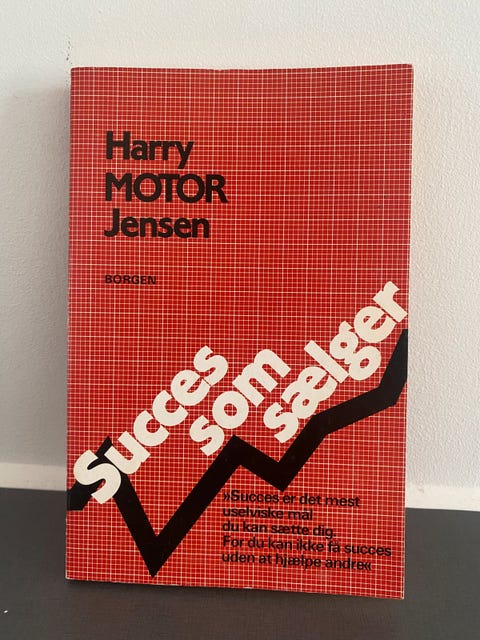 Harry
MOTOR
Jensen
BORGEN
Succes
som
sælger
»Succes er det mest
uselviske mål
du kan sætte dig.
For du kan ikke få succes
uden at hjælpe andre«